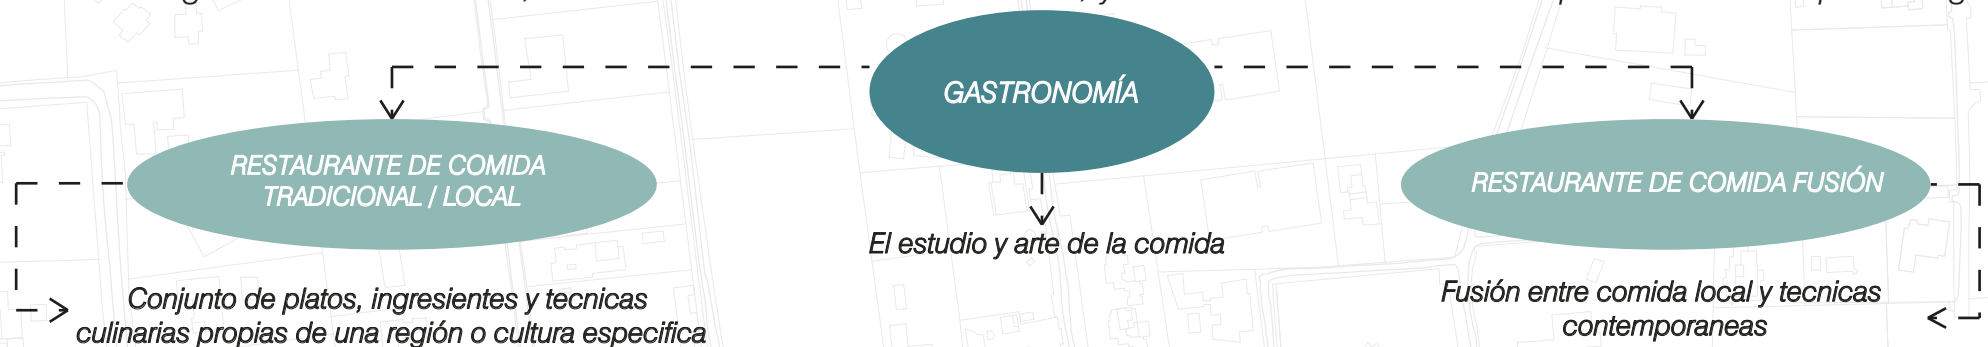 GASTRONOMÍA
RESTAURANTE DE COMIDA
TRADICIONAL / LOCAL
RESTAURANTE DE COMIDA FUSIÓN
El estudio y arte de la comida
Conjunto de platos, ingresientes y tecnicas
culinarias propias de una región o cultura especifica
Fusión entre comida local y tecnicas
contemporaneas